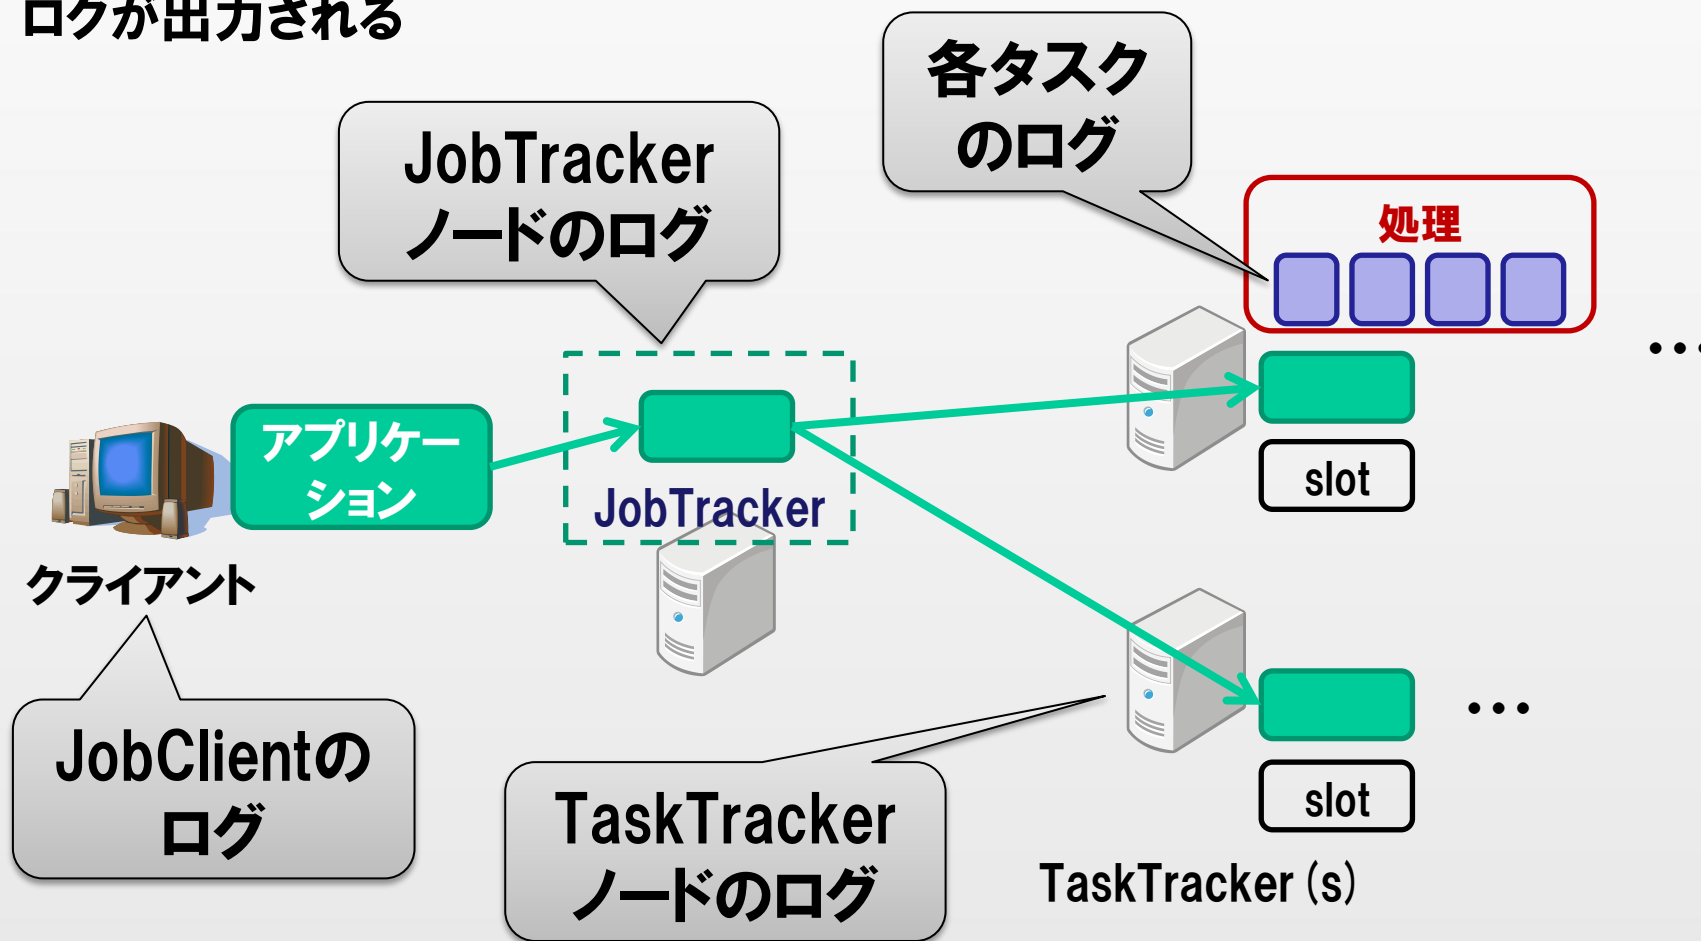 ログが出力される
各タスク
のログ
JobTracker
ノードのログ
処理
アプリケー
ション
JobTracker
slot
クライアント
JobClientの
ログ
TaskTracker
ノードのログ
slot
TaskTracker(s)